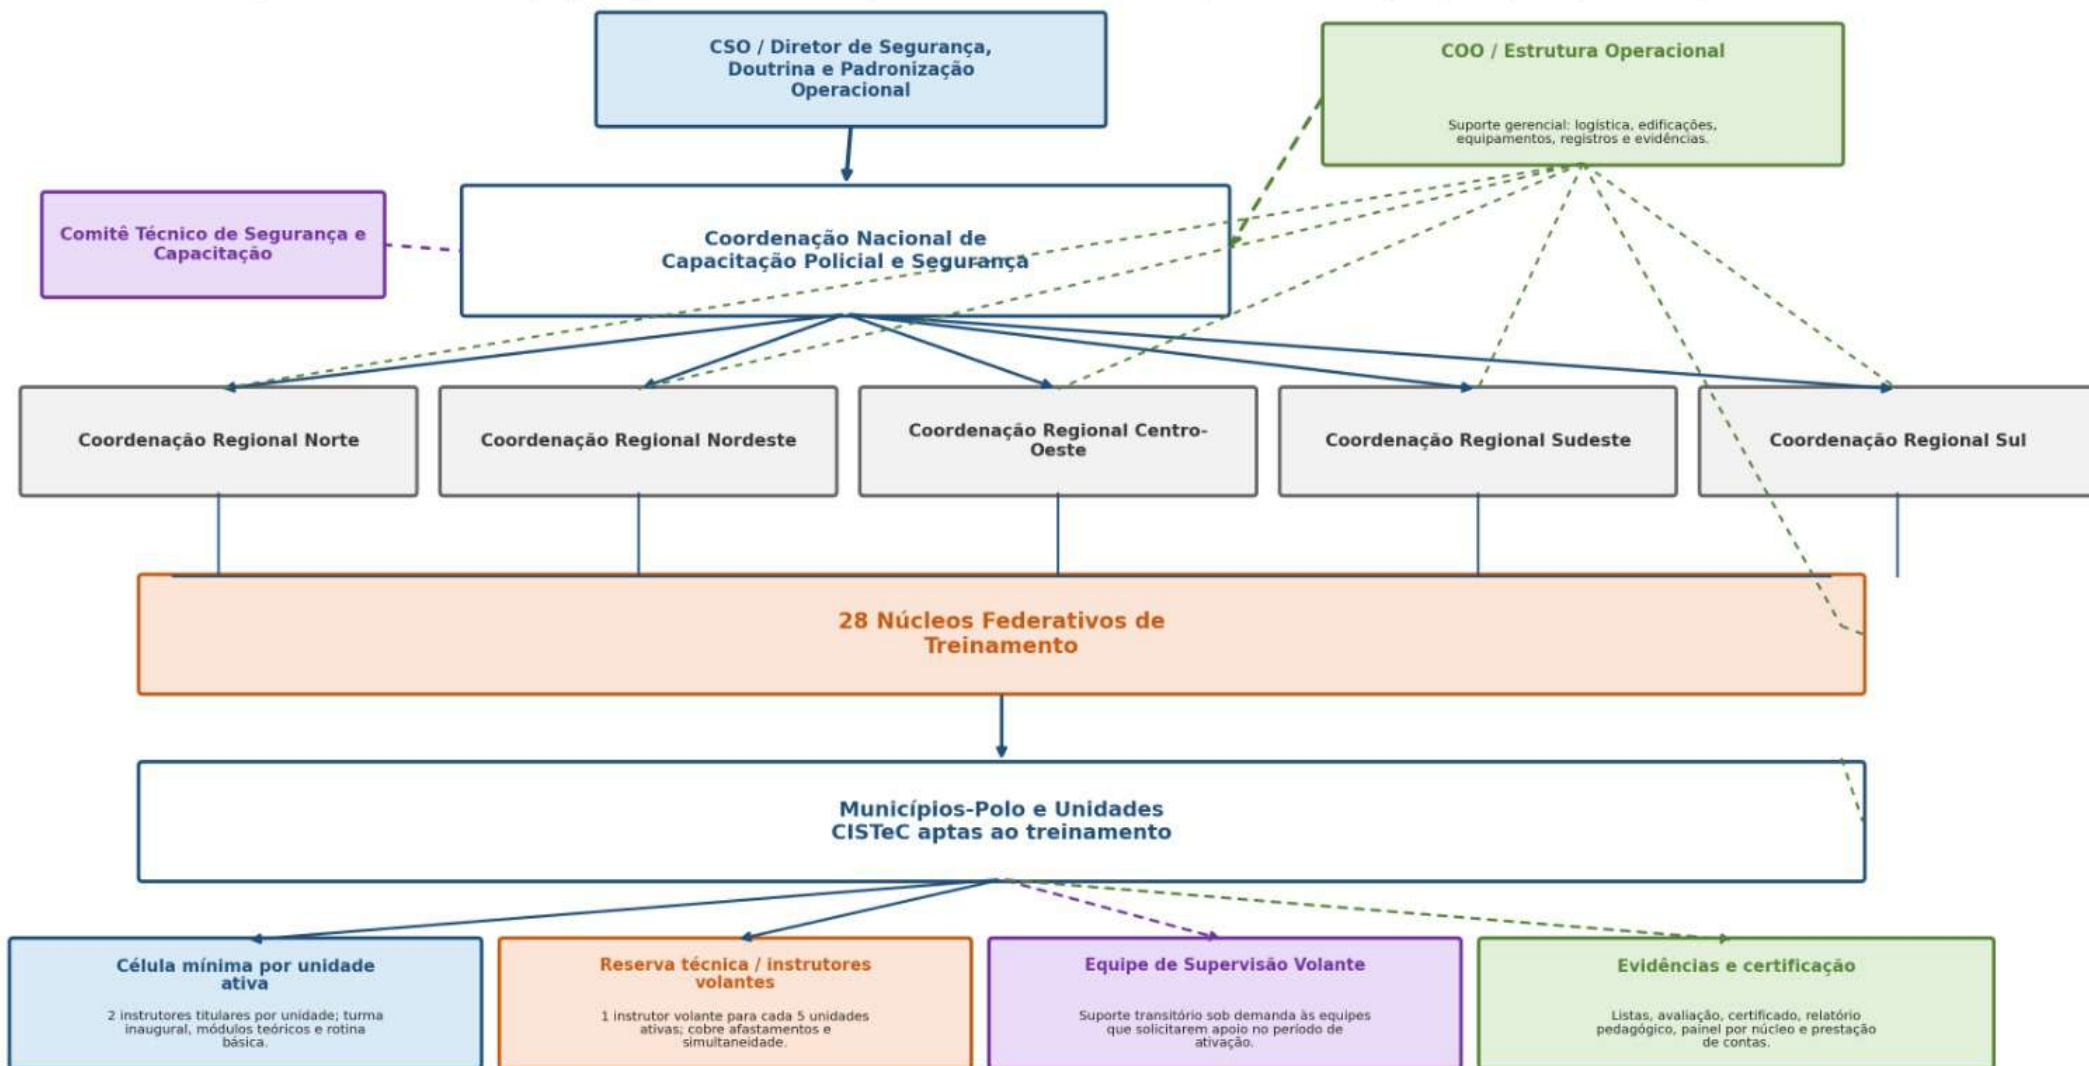 CSO / Diretor de Segurança,
Doutrina e Padronização
Operacional
COO / Estrutura Operacional
Suporte gerencial: logística, edificações,
equipamentos, registros e evidências.
Comitê Técnico de Segurança e
Capacitação
Coordenação Nacional de
Capacitação Policial e Segurança
Coordenação Regional Norte
Coordenação Regional Nordeste
Coordenação Regional Centro-
Oeste
Coordenação Regional Sudeste
Coordenação Regional Sul
28 Núcleos Federativos de
Treinamento
Municípios-Polo e Unidades
CISTeC aptas ao treinamento
Célula mínima por unidade
ativa
2 instrutores titulares por unidade; turma
inaugural, módulos teóricos e rotina
básica.
Reserva técnica / instrutores
volantes
1 instrutor volante para cada 5 unidades
ativas; cobre afastamentos e
simultaneidade.
Equipe de Supervisão Volante
Suporte transitório sob demanda às equipes
que solicitarem apoio no período de
ativação.
Evidências e certificação
Listas, avaliação, certificado, relatório
pedagógico, painel por núcleo e prestação
de contas.